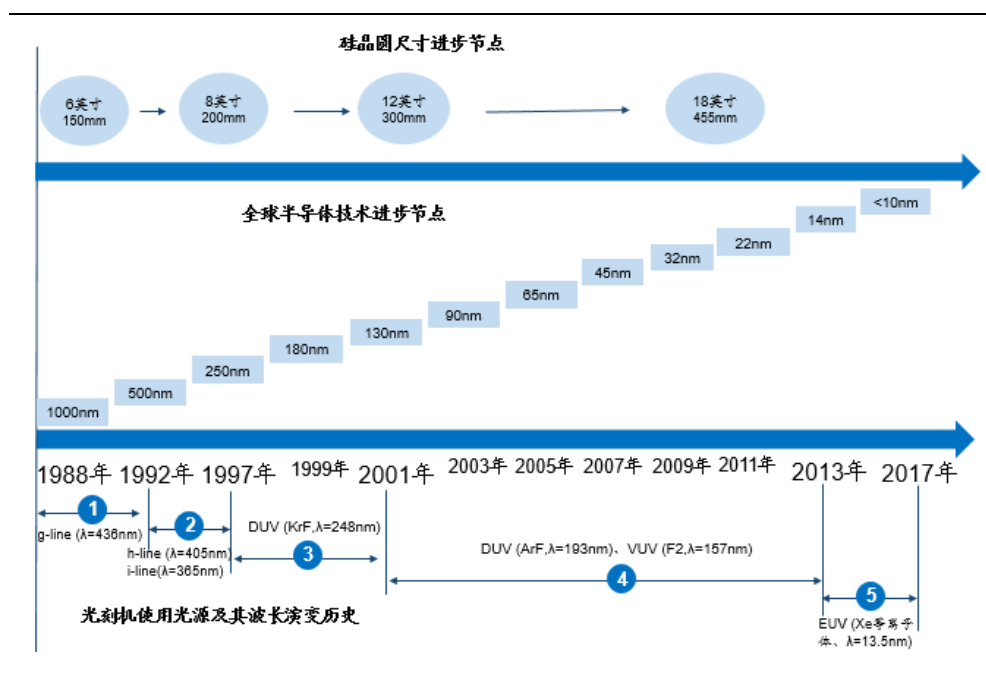 硅晶圆尺寸进步节点
6英寸
150mm
8英寸
200mm
12英寸
300mm
18英寸
455mm
全球半导体技术进步节点
<10nm
14nm
22nm
32nm
45nm
65nm
90nm
130nm
180nm
250nm
500nm
1000nm
1988年 1992年 1997年 1999年 2001年 2003年 2005年 2007年 2009年 2011年 2013年 2017年
1
g-line (λ=436nm)
2
h-line (λ=405nm)
i-line(λ=365nm)
DUV (KrF,λ=248nm)
3
DUV (ArF,λ=193nm)、VUV (F2,λ=157nm)
4
5
EUV (Xe等离子
体、λ=13.5nm)
光刻机使用光源及其波长演变历史